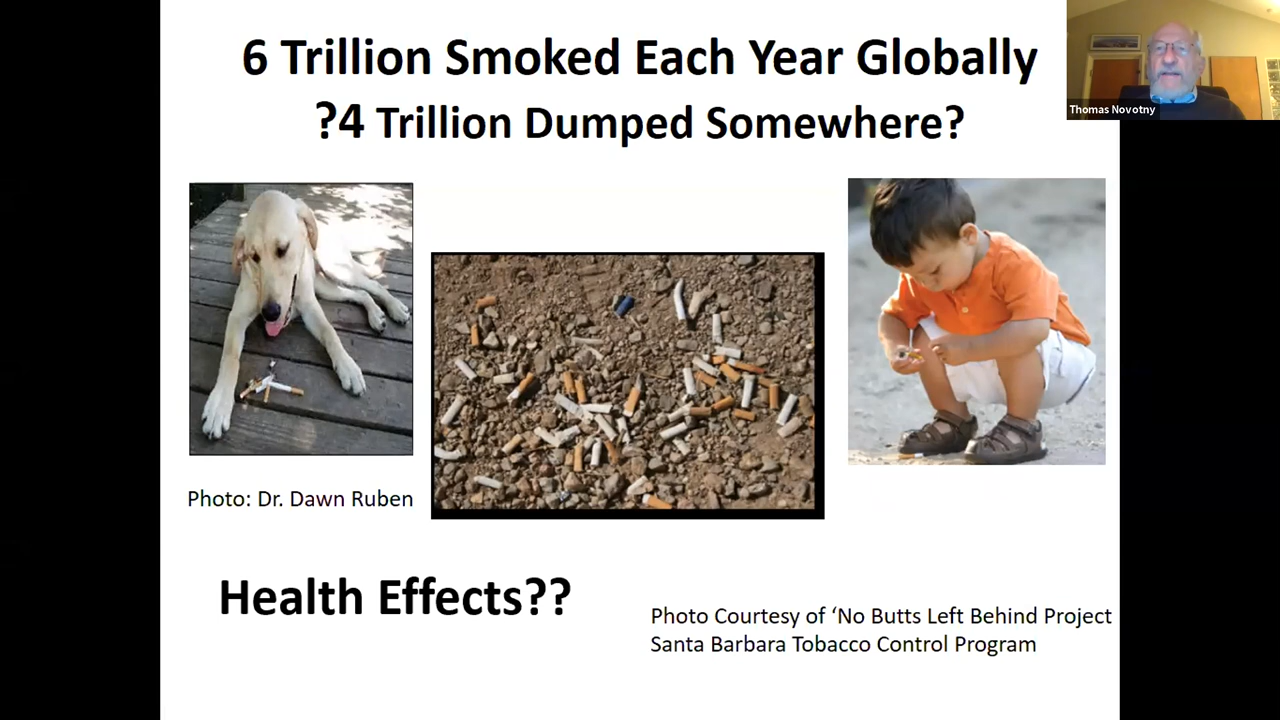 6 Trillion Smoked Each Year Globally
?4 Trillion Dumped Somewhere?
Thomas Novotny
Photo: Dr. Dawn Ruben
Health Effects??
Photo Courtesy of ‘No Butts Left Behind Project
Santa Barbara Tobacco Control Program